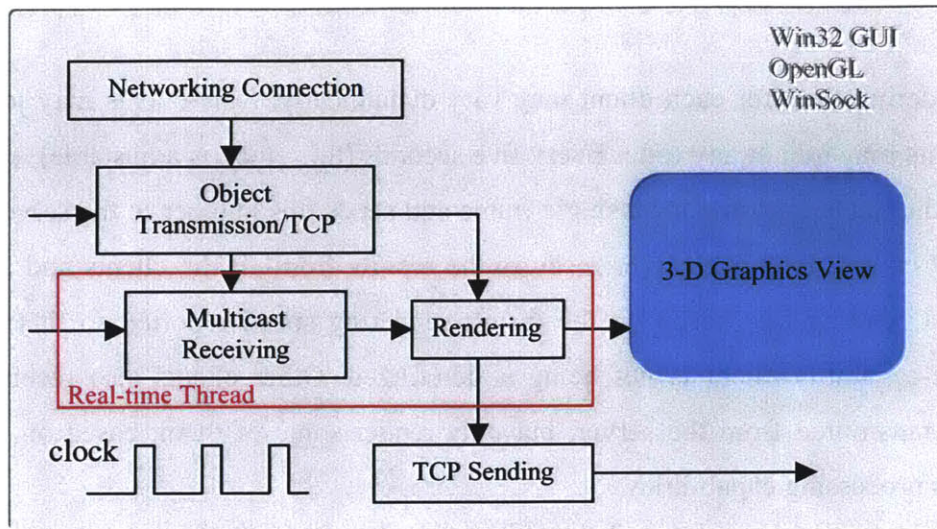 Win32 GUI
OpenGL
WinSock
Networking Connection
Object
Transmission/TCP
3-D Graphics View
Multicast
Receiving
Rendering
Real-time Thread
clock
TCP Sending